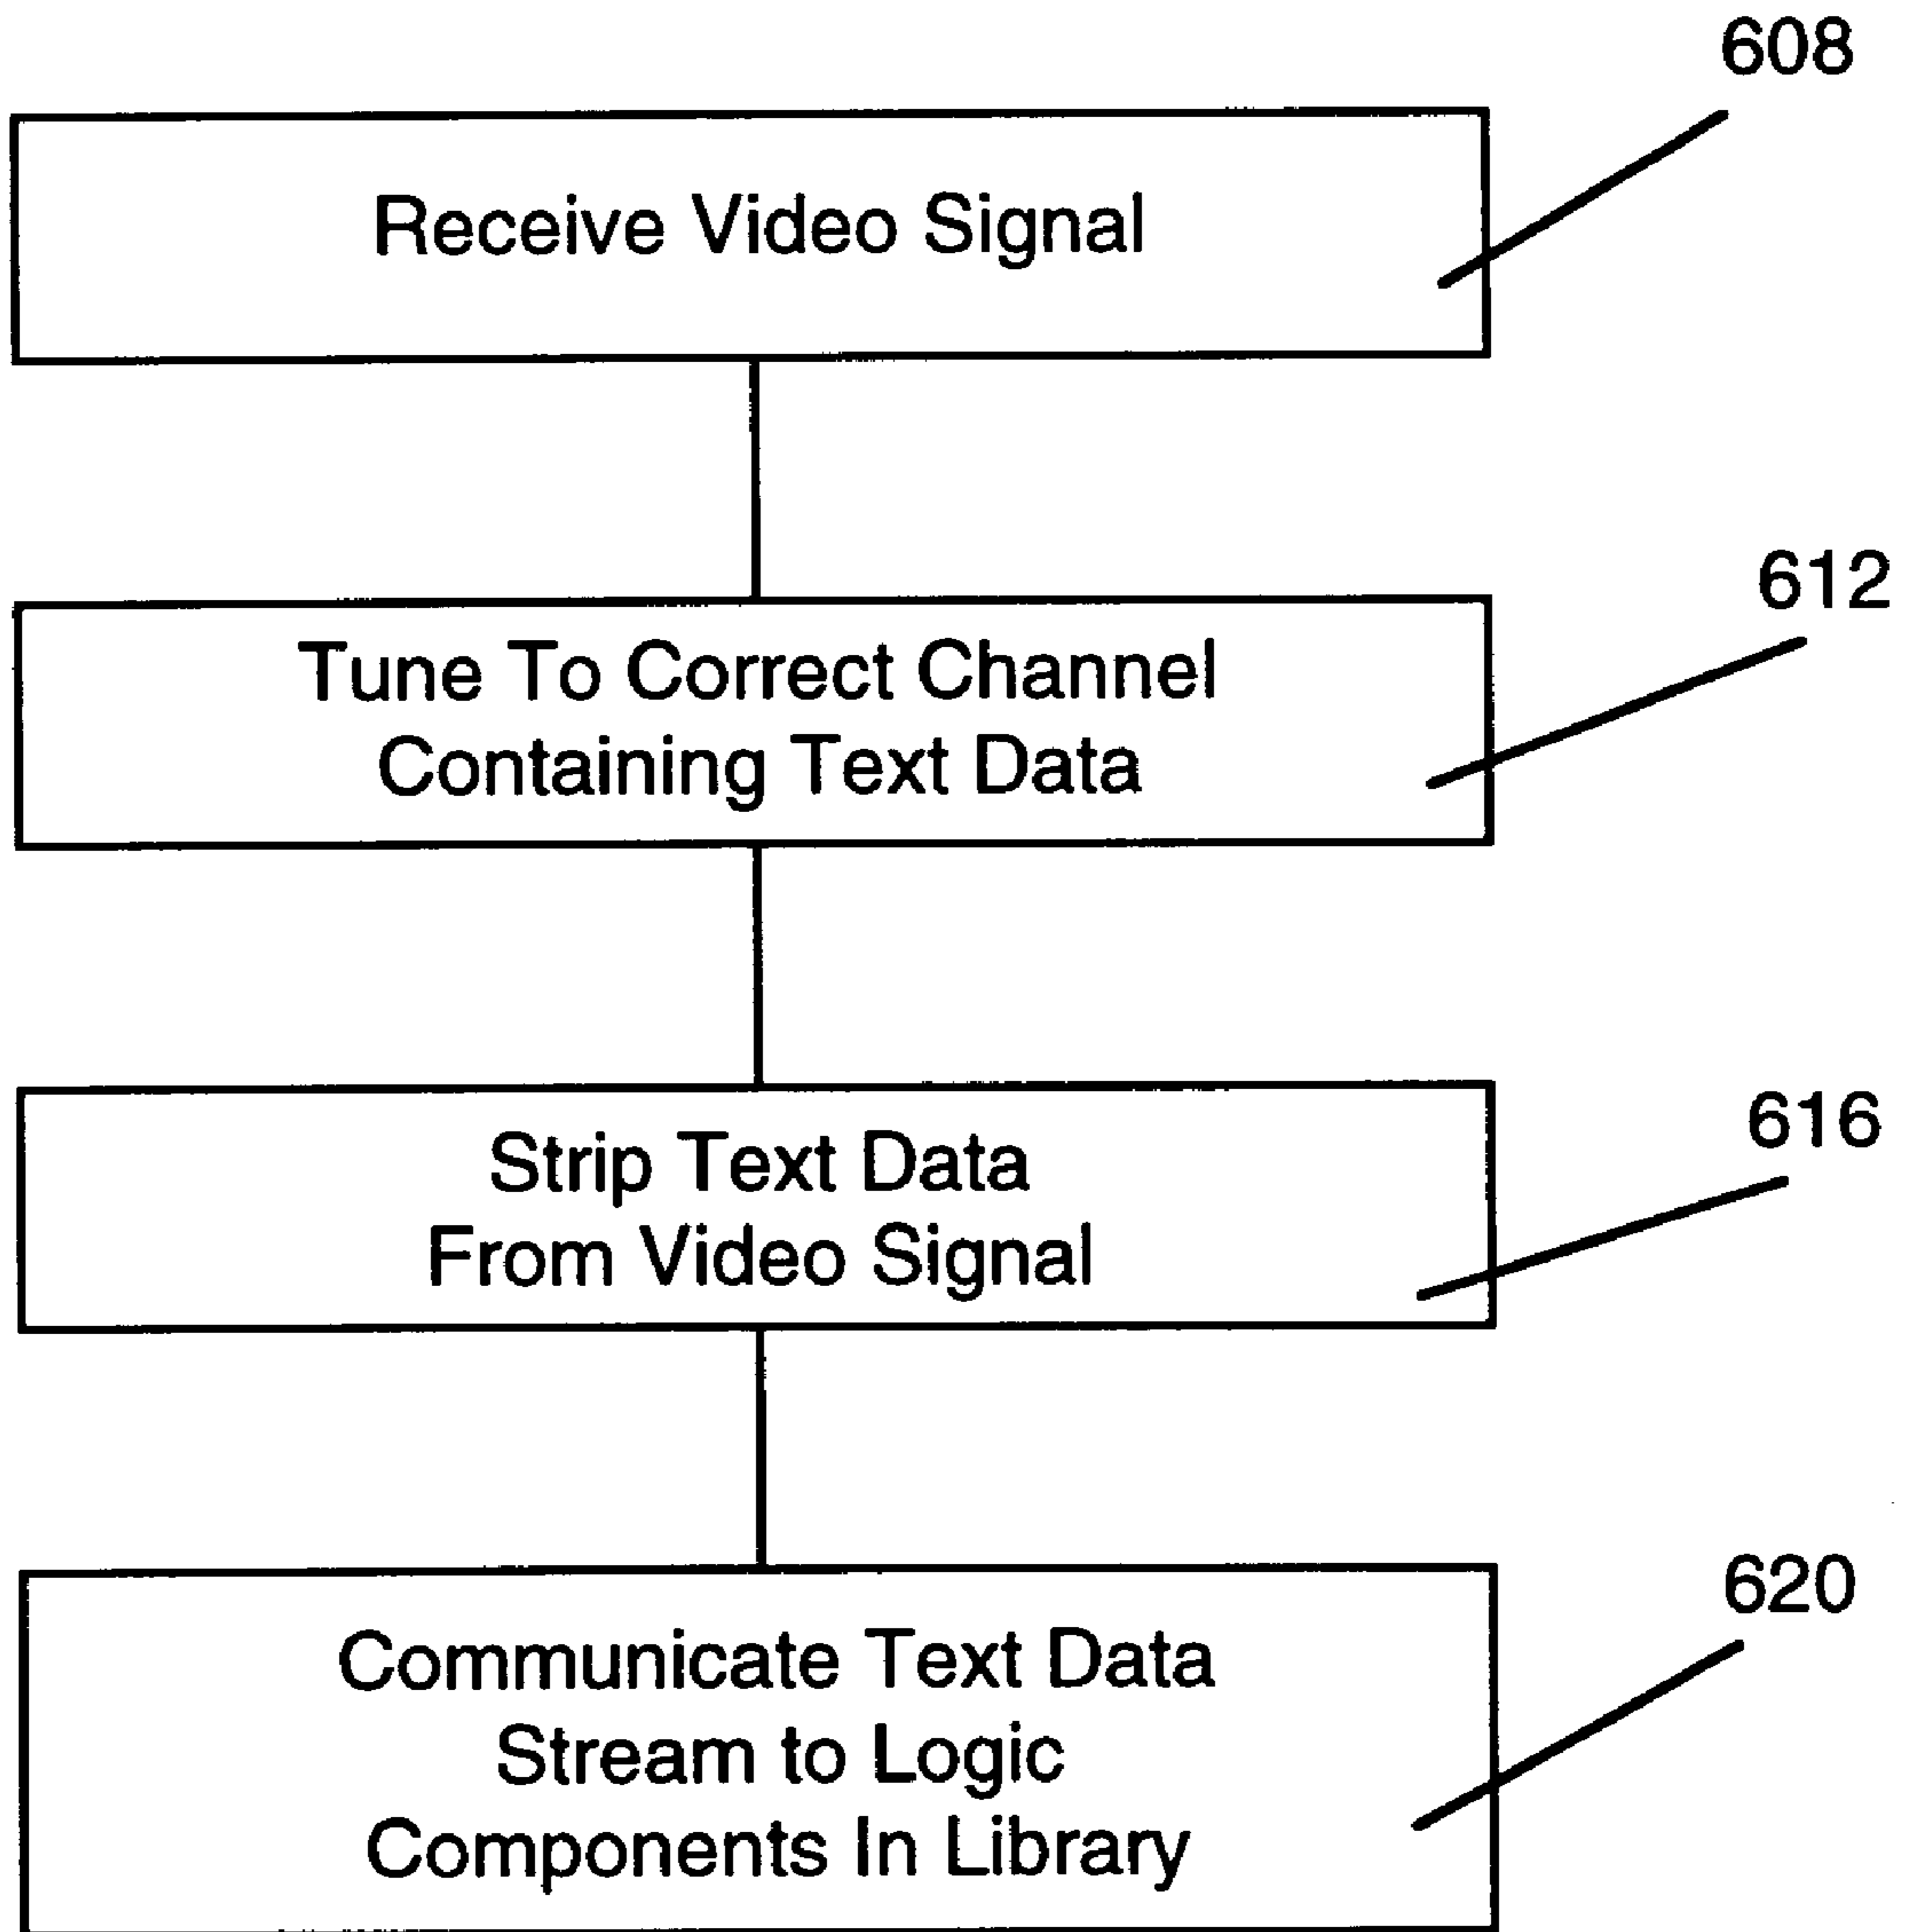 608
Receive Video Signal
612
Tune To Correct Channel
Containing Text Data
616
Strip Text Data
From Video Signal
620
Communicate Text Data
Stream to Logic
Components In Library